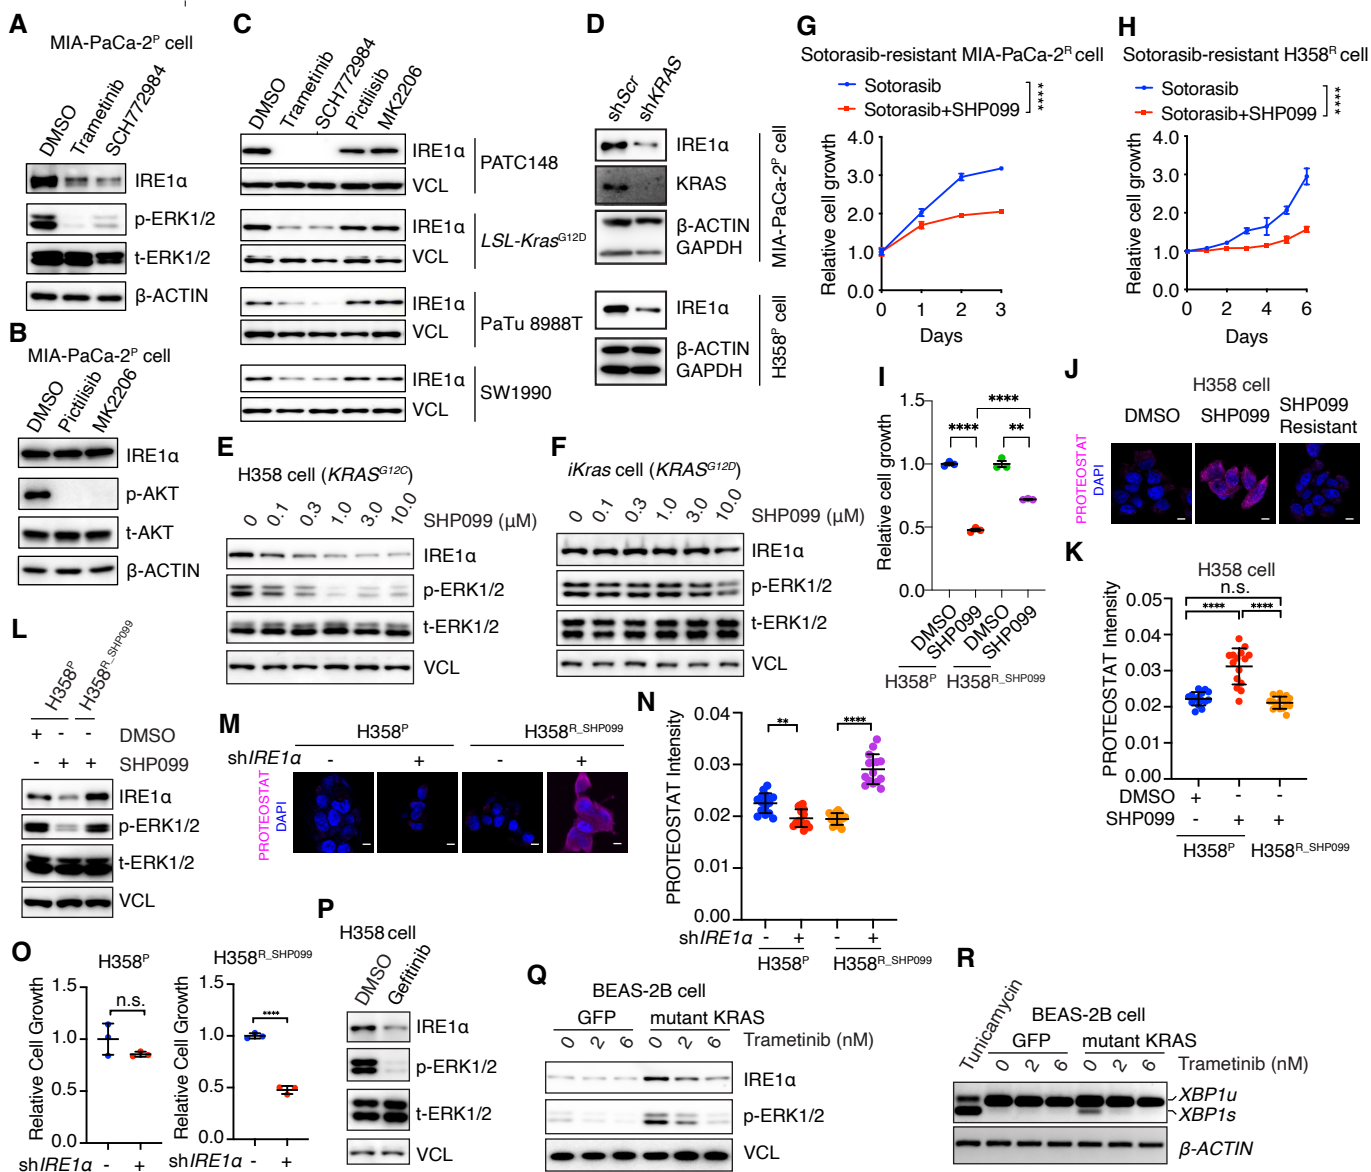 A
MIA-PaCa-2ᴾ cell
DMSO
Trametinib
SCH772984
IRE1α
p-ERK1/2
t-ERK1/2
β-ACTIN
B
MIA-PaCa-2ᴾ cell
DMSO
Pictilisib
MK2206
IRE1α
p-AKT
t-AKT
β-ACTIN
C
DMSO
Trametinib
SCH772984
Pictilisib
MK2206
IRE1α
VCL
PATC148
IRE1α
VCL
LSL-Krasᴳ¹²ᴰ
IRE1α
VCL
PaTu 8988T
IRE1α
VCL
SW1990
D
shScr
shKRAS
IRE1α
KRAS
β-ACTIN
GAPDH
MIA-PaCa-2ᴾ cell
IRE1α
β-ACTIN
GAPDH
H358ᴾ cell
E
H358 cell (KRASᴳ¹²ᶜ)
0 0.1 0.3 1.0 3.0 10.0 SHP099 (µM)
IRE1α
p-ERK1/2
t-ERK1/2
VCL
F
iKras cell (KRASᴳ¹²ᴰ)
0 0.1 0.3 1.0 3.0 10.0 SHP099 (µM)
IRE1α
p-ERK1/2
t-ERK1/2
VCL
G
Sotorasib-resistant MIA-PaCa-2ᴿ cell
Sotorasib
Sotorasib+SHP099
****
Relative cell growth
4.0
3.0
2.0
1.0
0.0
0 1 2 3
Days
H
Sotorasib-resistant H358ᴿ cell
Sotorasib
Sotorasib+SHP099
****
Relative cell growth
4.0
3.0
2.0
1.0
0.0
0 2 4 6
Days
I
Relative cell growth
1.5
1.0
0.5
0.0
****
**** **
DMSO
SHP099
DMSO
SHP099
H358ᴾ H358ᴿ_ˢᴴᴾ⁰⁹⁹
J
H358 cell
DMSO SHP099 SHP099
Resistant
PROTEOSTAT
DAPI
K
H358 cell
n.s.
**** ****
PROTEOSTAT Intensity
0.05
0.04
0.03
0.02
0.01
0.00
DMSO + - -
SHP099 - + +
H358ᴾ H358ᴿ_ˢᴴᴾ⁰⁹⁹
L
H358ᴾ
H358ᴿ_ˢᴴᴾ⁰⁹⁹
+ - - DMSO
- + + SHP099
IRE1α
p-ERK1/2
t-ERK1/2
VCL
M
H358ᴾ H358ᴿ_ˢᴴᴾ⁰⁹⁹
shIRE1α - + - +
PROTEOSTAT
DAPI
N
PROTEOSTAT Intensity
0.04
0.03
0.02
0.01
0.00
** ****
shIRE1α - + - +
H358ᴾ H358ᴿ_ˢᴴᴾ⁰⁹⁹
O
H358ᴾ
Relative Cell Growth
1.5
1.0
0.5
0.0
n.s.
shIRE1α - +
H358ᴿ_ˢᴴᴾ⁰⁹⁹
Relative Cell Growth
1.5
1.0
0.5
0.0
****
shIRE1α - +
P
H358 cell
DMSO
Gefitinib
IRE1α
p-ERK1/2
t-ERK1/2
VCL
Q
BEAS-2B cell
GFP mutant KRAS
0 2 6 0 2 6 Trametinib (nM)
IRE1α
p-ERK1/2
VCL
R
Tunicamycin
BEAS-2B cell
GFP mutant KRAS
0 2 6 0 2 6 Trametinib (nM)
XBP1u
XBP1s
β-ACTIN